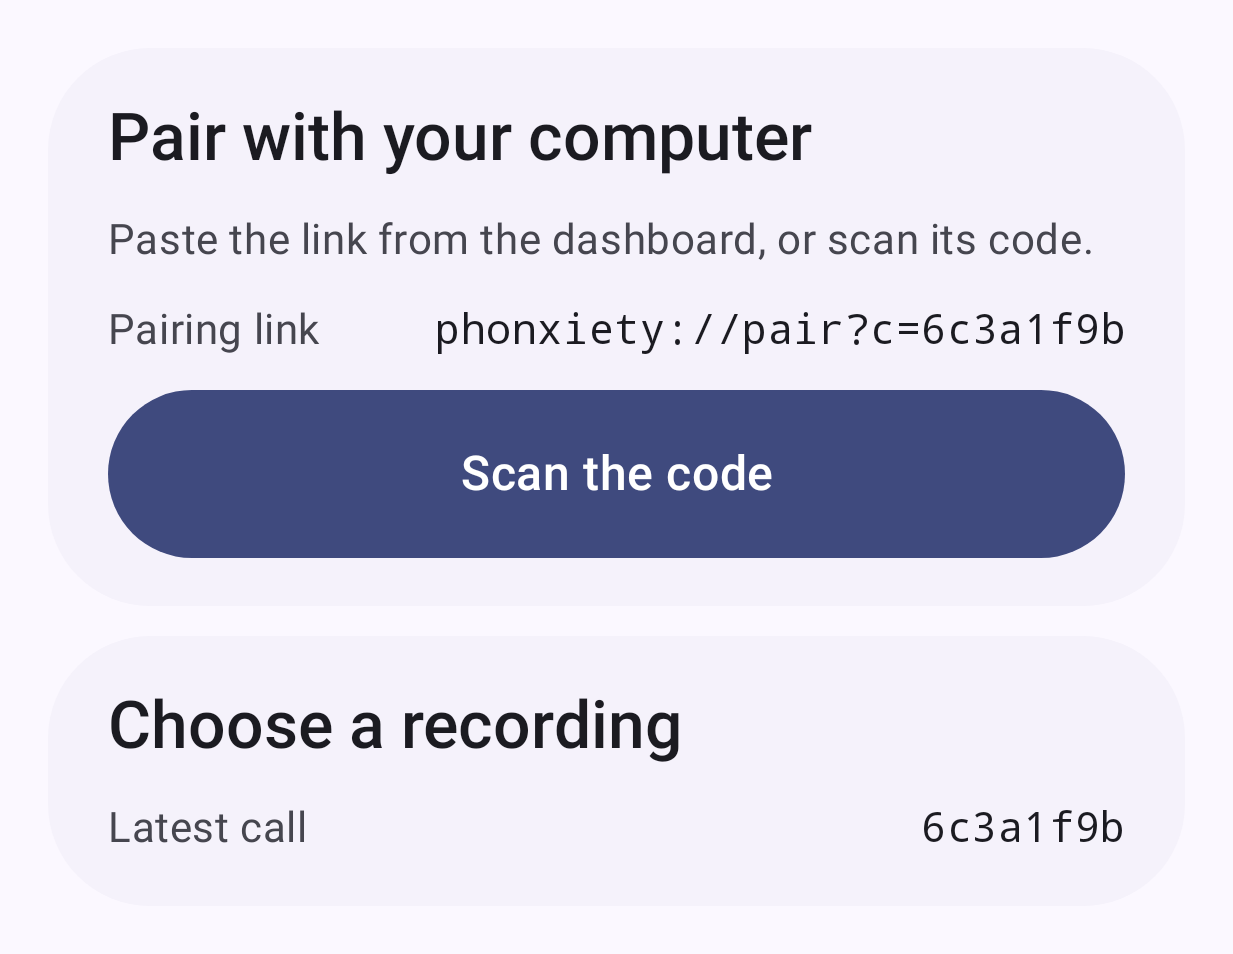 Pair with your computer
Paste the link from the dashboard, or scan its code.
Pairing link phonxiety://pair?c=6c3a1f9b
Scan the code
Choose a recording
Latest call 6c3a1f9b